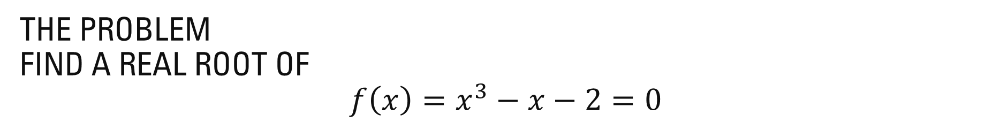 THE PROBLEM
FIND A REAL ROOT OF
f(x) = x³ − x − 2 = 0